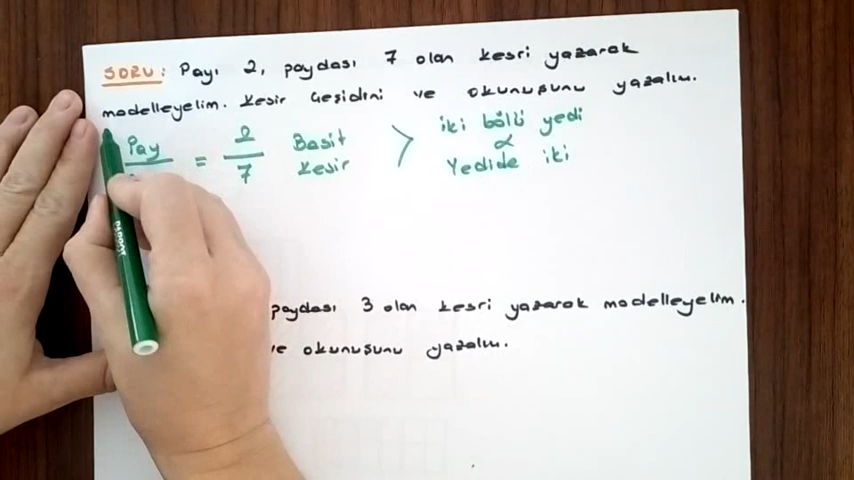 SORU: Payı 2, paydası 7 olan kesri yazarak
modelleyelim. Kesir Çeşidini ve okunuşunu yazalım.
Pay = 2 Basit > iki bölü yedi
7 Kesir Yedide iki
paydası 3 olan kesri yazarak modelleyelim.
ve okunuşunu yazalım.